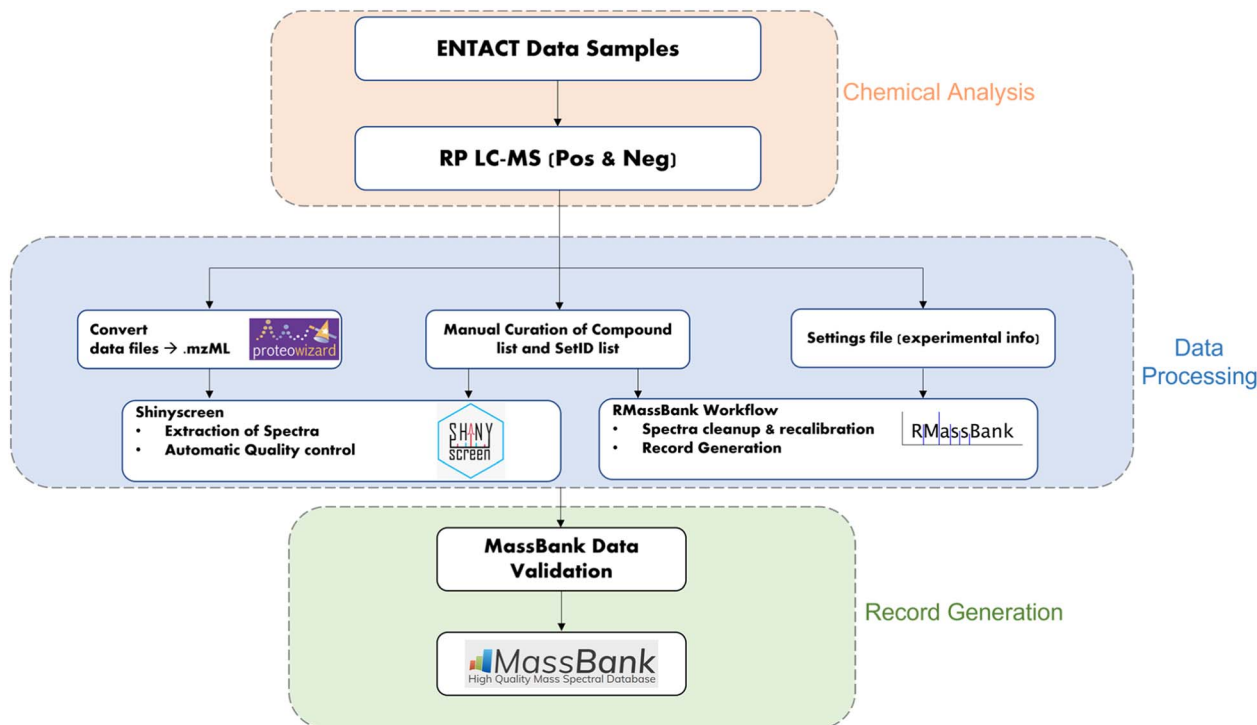 ENTACT Data Samples
Chemical Analysis
RP LC-MS (Pos & Neg)
Convert
data files → .mzML
proteowizard
Manual Curation of Compound
list and SetID list
Settings file (experimental info)
Data
Processing
Shinyscreen
• Extraction of Spectra
• Automatic Quality control
SHINY
screen
RMassBank Workflow
• Spectra cleanup & recalibration
• Record Generation
RMassBank
MassBank Data
Validation
Record Generation
MassBank
High Quality Mass Spectral Database